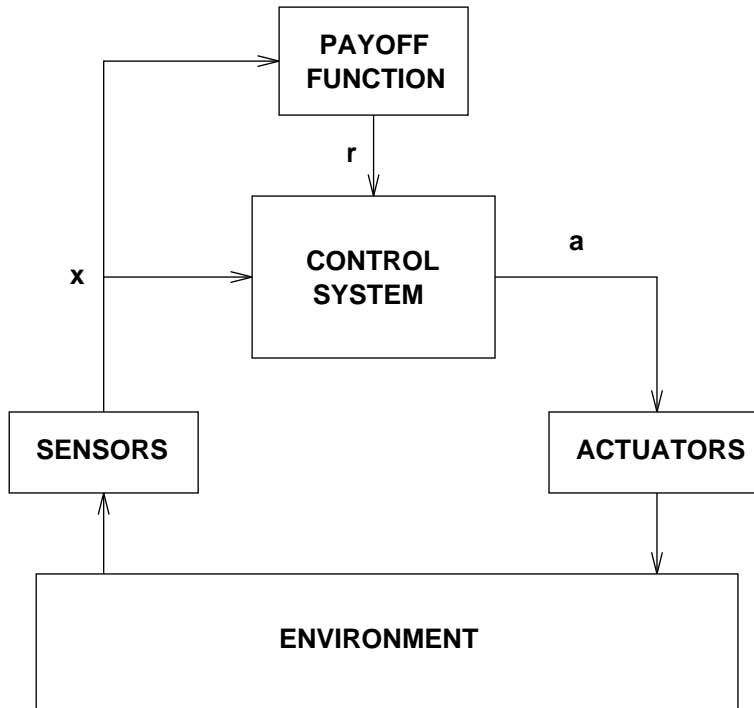 PAYOFF
FUNCTION
r
a
CONTROL
SYSTEM
x
SENSORS
ACTUATORS
ENVIRONMENT